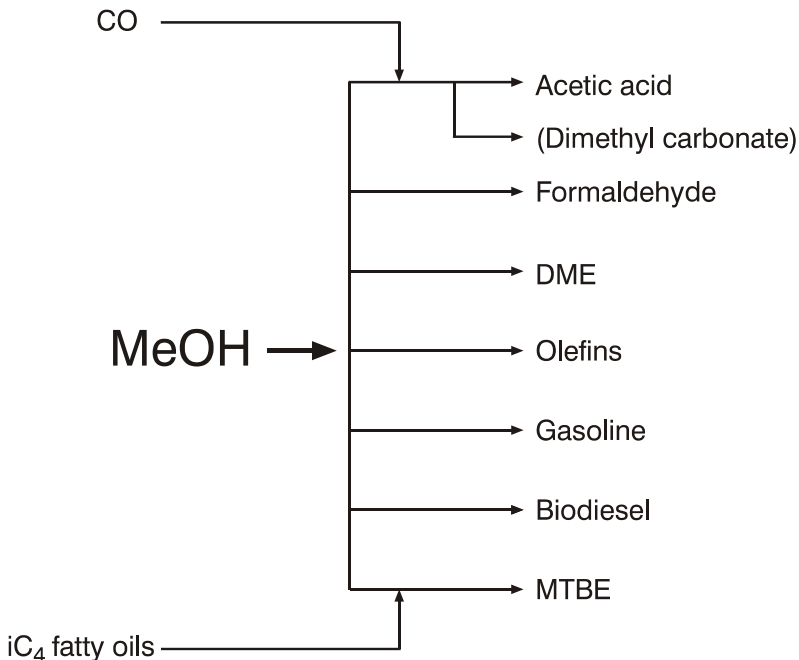 CO
Acetic acid
(Dimethyl carbonate)
Formaldehyde
DME
MeOH
Olefins
Gasoline
Biodiesel
MTBE
iC₄ fatty oils